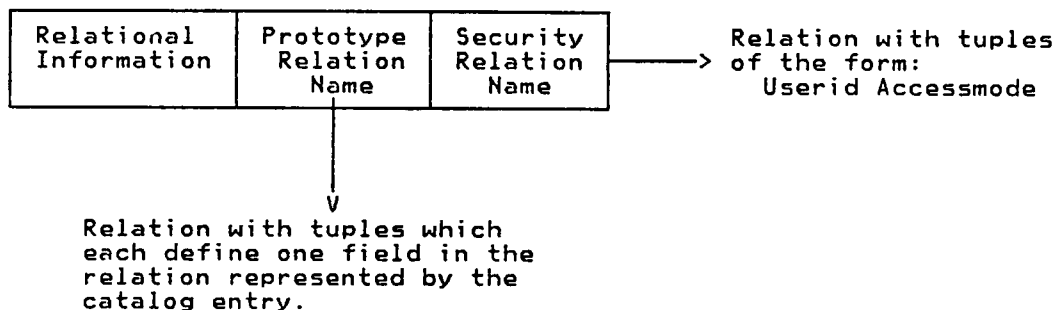 Relational
Information
Prototype
Relation
Name
Security
Relation
Name
Relation with tuples
of the form:
Userid Accessmode
Relation with tuples which
each define one field in the
relation represented by the
catalog entry.